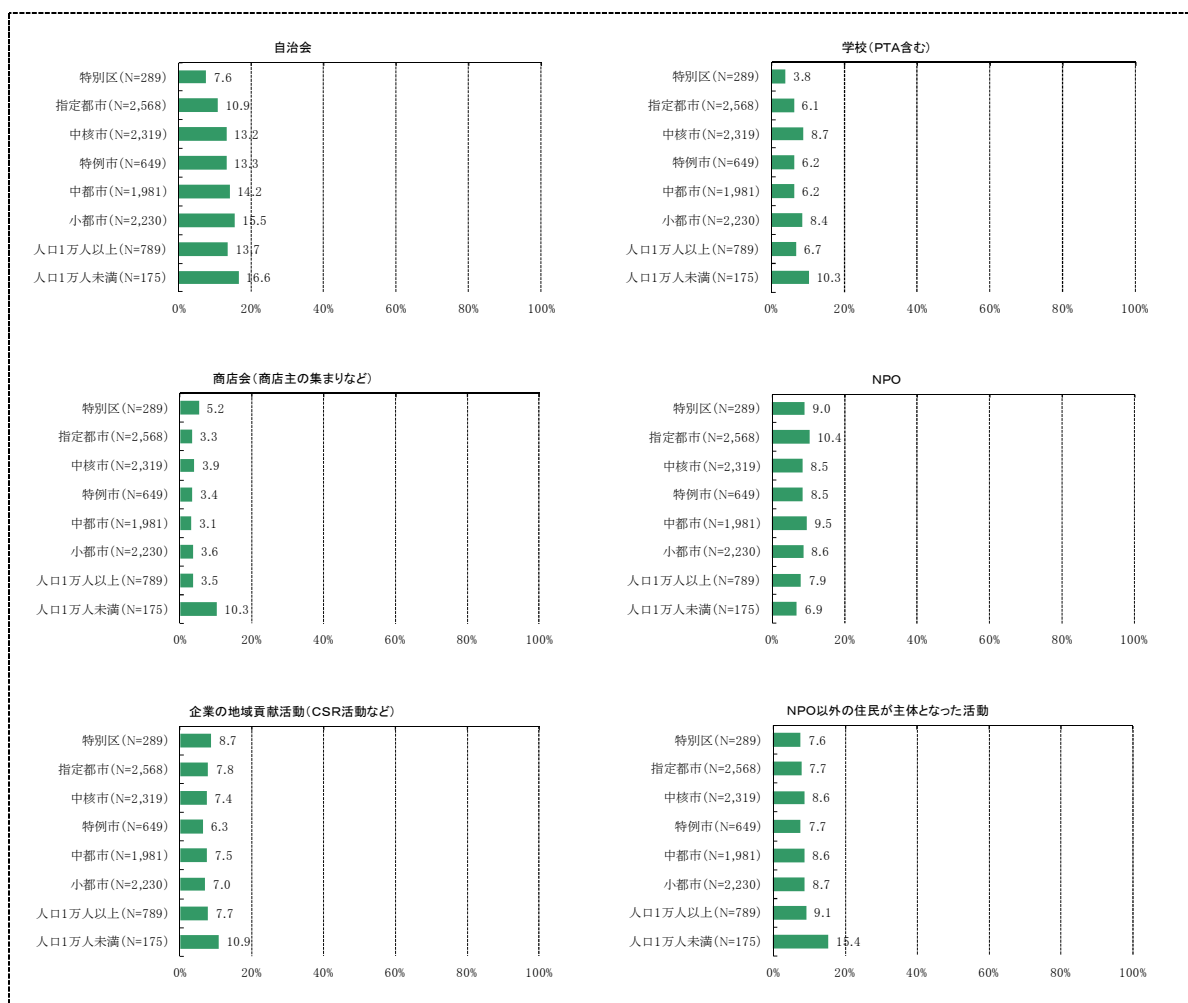 自治会
特別区(N=289) 7.6
指定都市(N=2,568) 10.9
中核市(N=2,319) 13.2
特例市(N=649) 13.3
中都市(N=1,981) 14.2
小都市(N=2,230) 15.5
人口1万人以上(N=789) 13.7
人口1万人未満(N=175) 16.6
0% 20% 40% 60% 80% 100%
学校(PTA含む)
特別区(N=289) 3.8
指定都市(N=2,568) 6.1
中核市(N=2,319) 8.7
特例市(N=649) 6.2
中都市(N=1,981) 6.2
小都市(N=2,230) 8.4
人口1万人以上(N=789) 6.7
人口1万人未満(N=175) 10.3
0% 20% 40% 60% 80% 100%
商店会(商店主の集まりなど)
特別区(N=289) 5.2
指定都市(N=2,568) 3.3
中核市(N=2,319) 3.9
特例市(N=649) 3.4
中都市(N=1,981) 3.1
小都市(N=2,230) 3.6
人口1万人以上(N=789) 3.5
人口1万人未満(N=175) 10.3
0% 20% 40% 60% 80% 100%
NPO
特別区(N=289) 9.0
指定都市(N=2,568) 10.4
中核市(N=2,319) 8.5
特例市(N=649) 8.5
中都市(N=1,981) 9.5
小都市(N=2,230) 8.6
人口1万人以上(N=789) 7.9
人口1万人未満(N=175) 6.9
0% 20% 40% 60% 80% 100%
企業の地域貢献活動(CSR活動など)
特別区(N=289) 8.7
指定都市(N=2,568) 7.8
中核市(N=2,319) 7.4
特例市(N=649) 6.3
中都市(N=1,981) 7.5
小都市(N=2,230) 7.0
人口1万人以上(N=789) 7.7
人口1万人未満(N=175) 10.9
0% 20% 40% 60% 80% 100%
NPO以外の住民が主体となった活動
特別区(N=289) 7.6
指定都市(N=2,568) 7.7
中核市(N=2,319) 8.6
特例市(N=649) 7.7
中都市(N=1,981) 8.6
小都市(N=2,230) 8.7
人口1万人以上(N=789) 9.1
人口1万人未満(N=175) 15.4
0% 20% 40% 60% 80% 100%